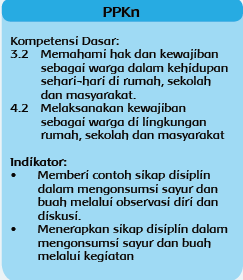 PPKn
Kompetensi Dasar:
3.2 Memahami hak dan kewajiban
sebagai warga dalam kehidupan
sehari-hari di rumah, sekolah
dan masyarakat.
4.2 Melaksanakan kewajiban
sebagai warga di lingkungan
rumah, sekolah dan masyarakat
Indikator:
• Memberi contoh sikap disiplin
dalam mengonsumsi sayur dan
buah melalui observasi diri dan
diskusi.
• Menerapkan sikap disiplin dalam
mengonsumsi sayur dan buah
melalui kegiatan